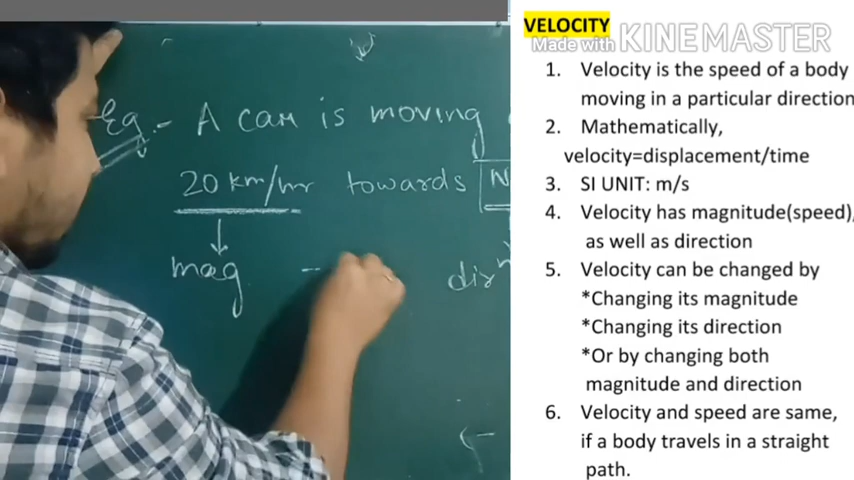 Eg:- A car is moving
20 km/hr towards N
mag
dirn
VELOCITY
Made with KINEMASTER
1. Velocity is the speed of a body
moving in a particular direction
2. Mathematically,
velocity=displacement/time
3. SI UNIT: m/s
4. Velocity has magnitude(speed),
as well as direction
5. Velocity can be changed by
*Changing its magnitude
*Changing its direction
*Or by changing both
magnitude and direction
6. Velocity and speed are same,
if a body travels in a straight
path.